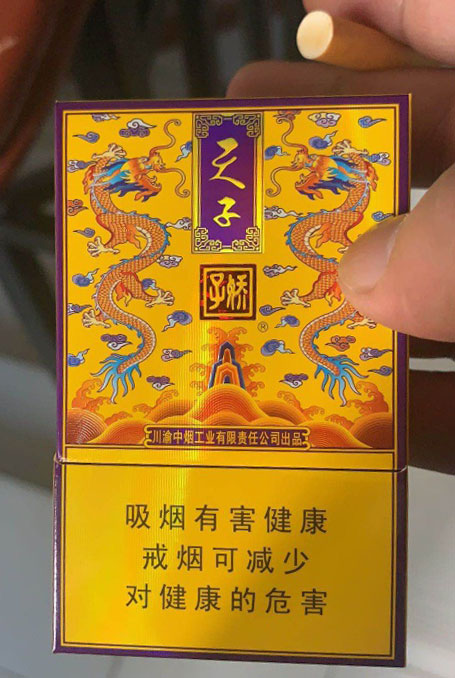 天子
娇子
®
川渝中烟工业有限责任公司出品
吸烟有害健康
戒烟可减少
对健康的危害